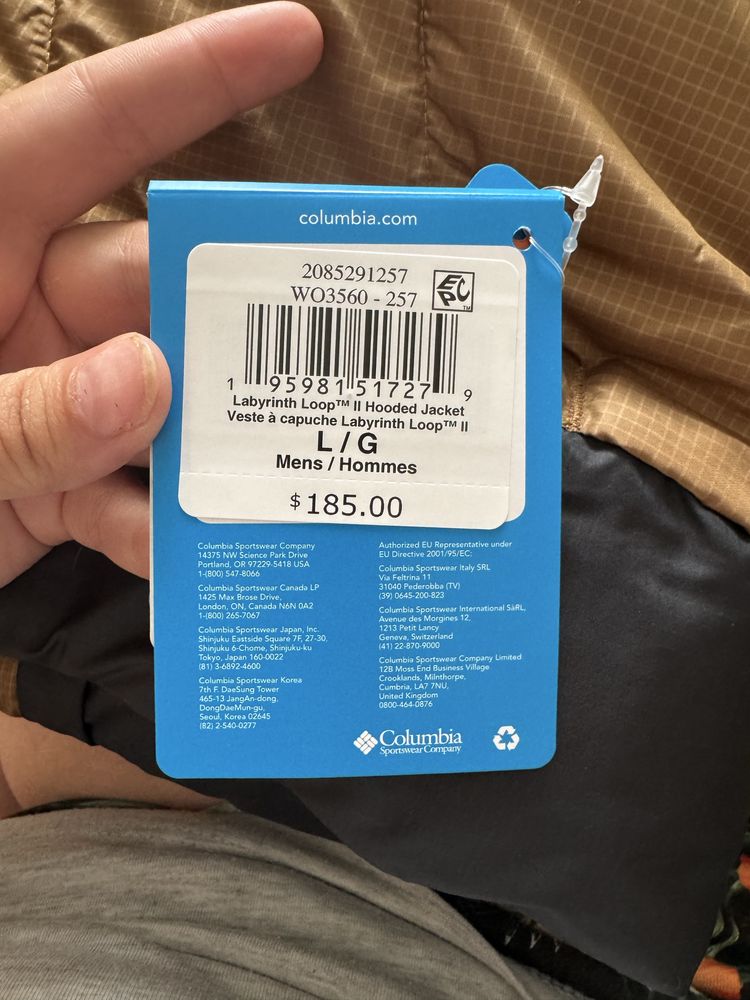 columbia.com
2085291257
WO3560 - 257
EPC™
1 95981 51727 9
Labyrinth Loop™ II Hooded Jacket
Veste à capuche Labyrinth Loop™ II
L / G
Mens / Hommes
$185.00
Columbia Sportswear Company
14375 NW Science Park Drive
Portland, OR 97229-5418 USA
1-(800) 547-8066
Columbia Sportswear Canada LP
1425 Max Brose Drive,
London, ON, Canada N6N 0A2
1-(800) 265-7067
Columbia Sportswear Japan, Inc.
Shinjuku Eastside Square 7F, 27-30,
Shinjuku 6-Chome, Shinjuku-ku
Tokyo, Japan 160-0022
(81) 3-6892-4600
Columbia Sportswear Korea
7th F. DaeSung Tower
465-13 JangAn-dong,
DongDaeMun-gu,
Seoul, Korea 02645
(82) 2-540-0277
Authorized EU Representative under
EU Directive 2001/95/EC:
Columbia Sportswear Italy SRL
Via Feltrina 11
31040 Pederobba (TV)
(39) 0645-200-823
Columbia Sportswear International SàRL,
Avenue des Morgines 12,
1213 Petit Lancy
Geneva, Switzerland
(41) 22-870-9000
Columbia Sportswear Company Limited
12B Moss End Business Village
Crooklands, Milnthorpe,
Cumbria, LA7 7NU,
United Kingdom
0800-464-0876
Columbia
Sportswear Company